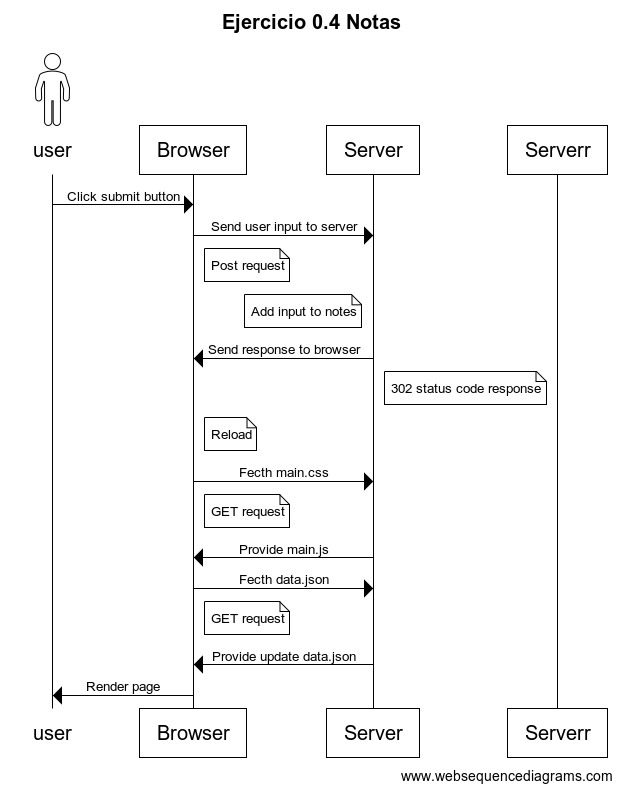 Ejercicio 0.4 Notas
user
Browser
Server
Serverr
Click submit button
Send user input to server
Post request
Add input to notes
Send response to browser
302 status code response
Reload
Fecth main.css
GET request
Provide main.js
Fecth data.json
GET request
Provide update data.json
Render page
user
Browser
Server
Serverr
www.websequencediagrams.com